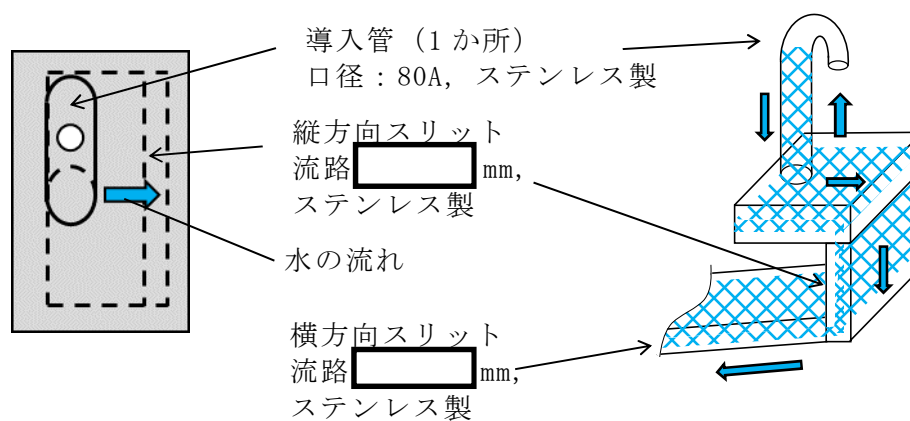 導入管（1か所）
口径：80A，ステンレス製
縦方向スリット
流路 mm，
ステンレス製
水の流れ
横方向スリット
流路 mm，
ステンレス製